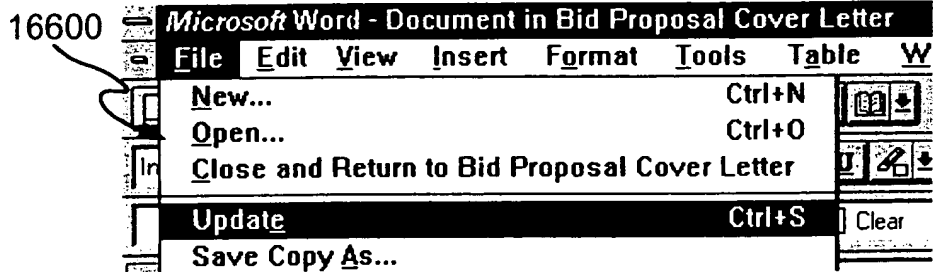 16600
Microsoft Word - Document in Bid Proposal Cover Letter
File Edit View Insert Format Tools Table W
New... Ctrl+N
Open... Ctrl+O
In
Close and Return to Bid Proposal Cover Letter
U
Update Ctrl+S
Clear
Save Copy As...